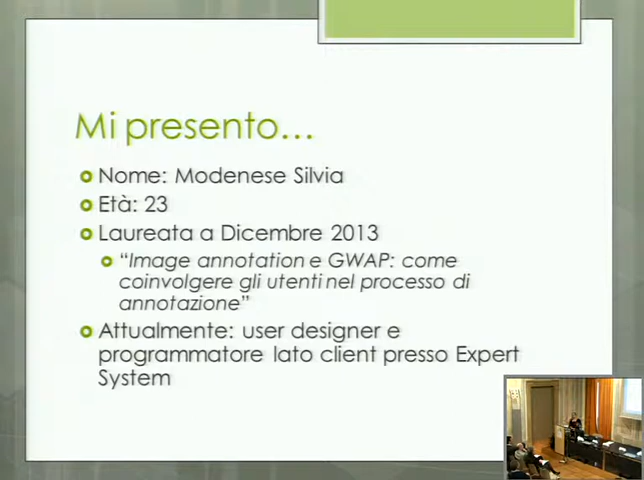 Mi presento…
Nome: Modenese Silvia
Età: 23
Laureata a Dicembre 2013
“Image annotation e GWAP: come
coinvolgere gli utenti nel processo di
annotazione”
Attualmente: user designer e
programmatore lato client presso Expert
System